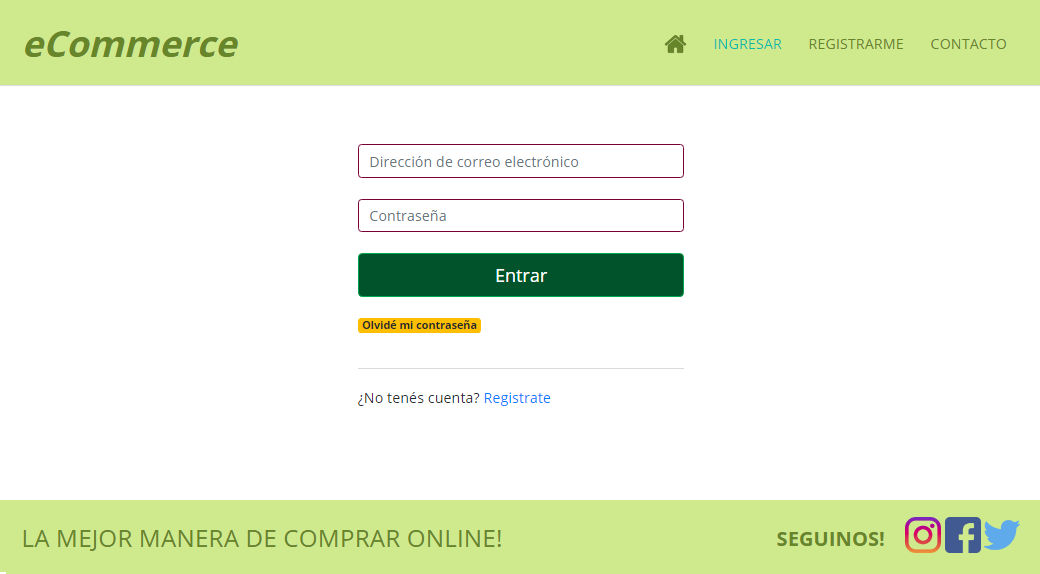 eCommerce
INGRESAR REGISTRARME CONTACTO
Dirección de correo electrónico
Contraseña
Entrar
Olvidé mi contraseña
¿No tenés cuenta? Registrate
LA MEJOR MANERA DE COMPRAR ONLINE! SEGUINOS!